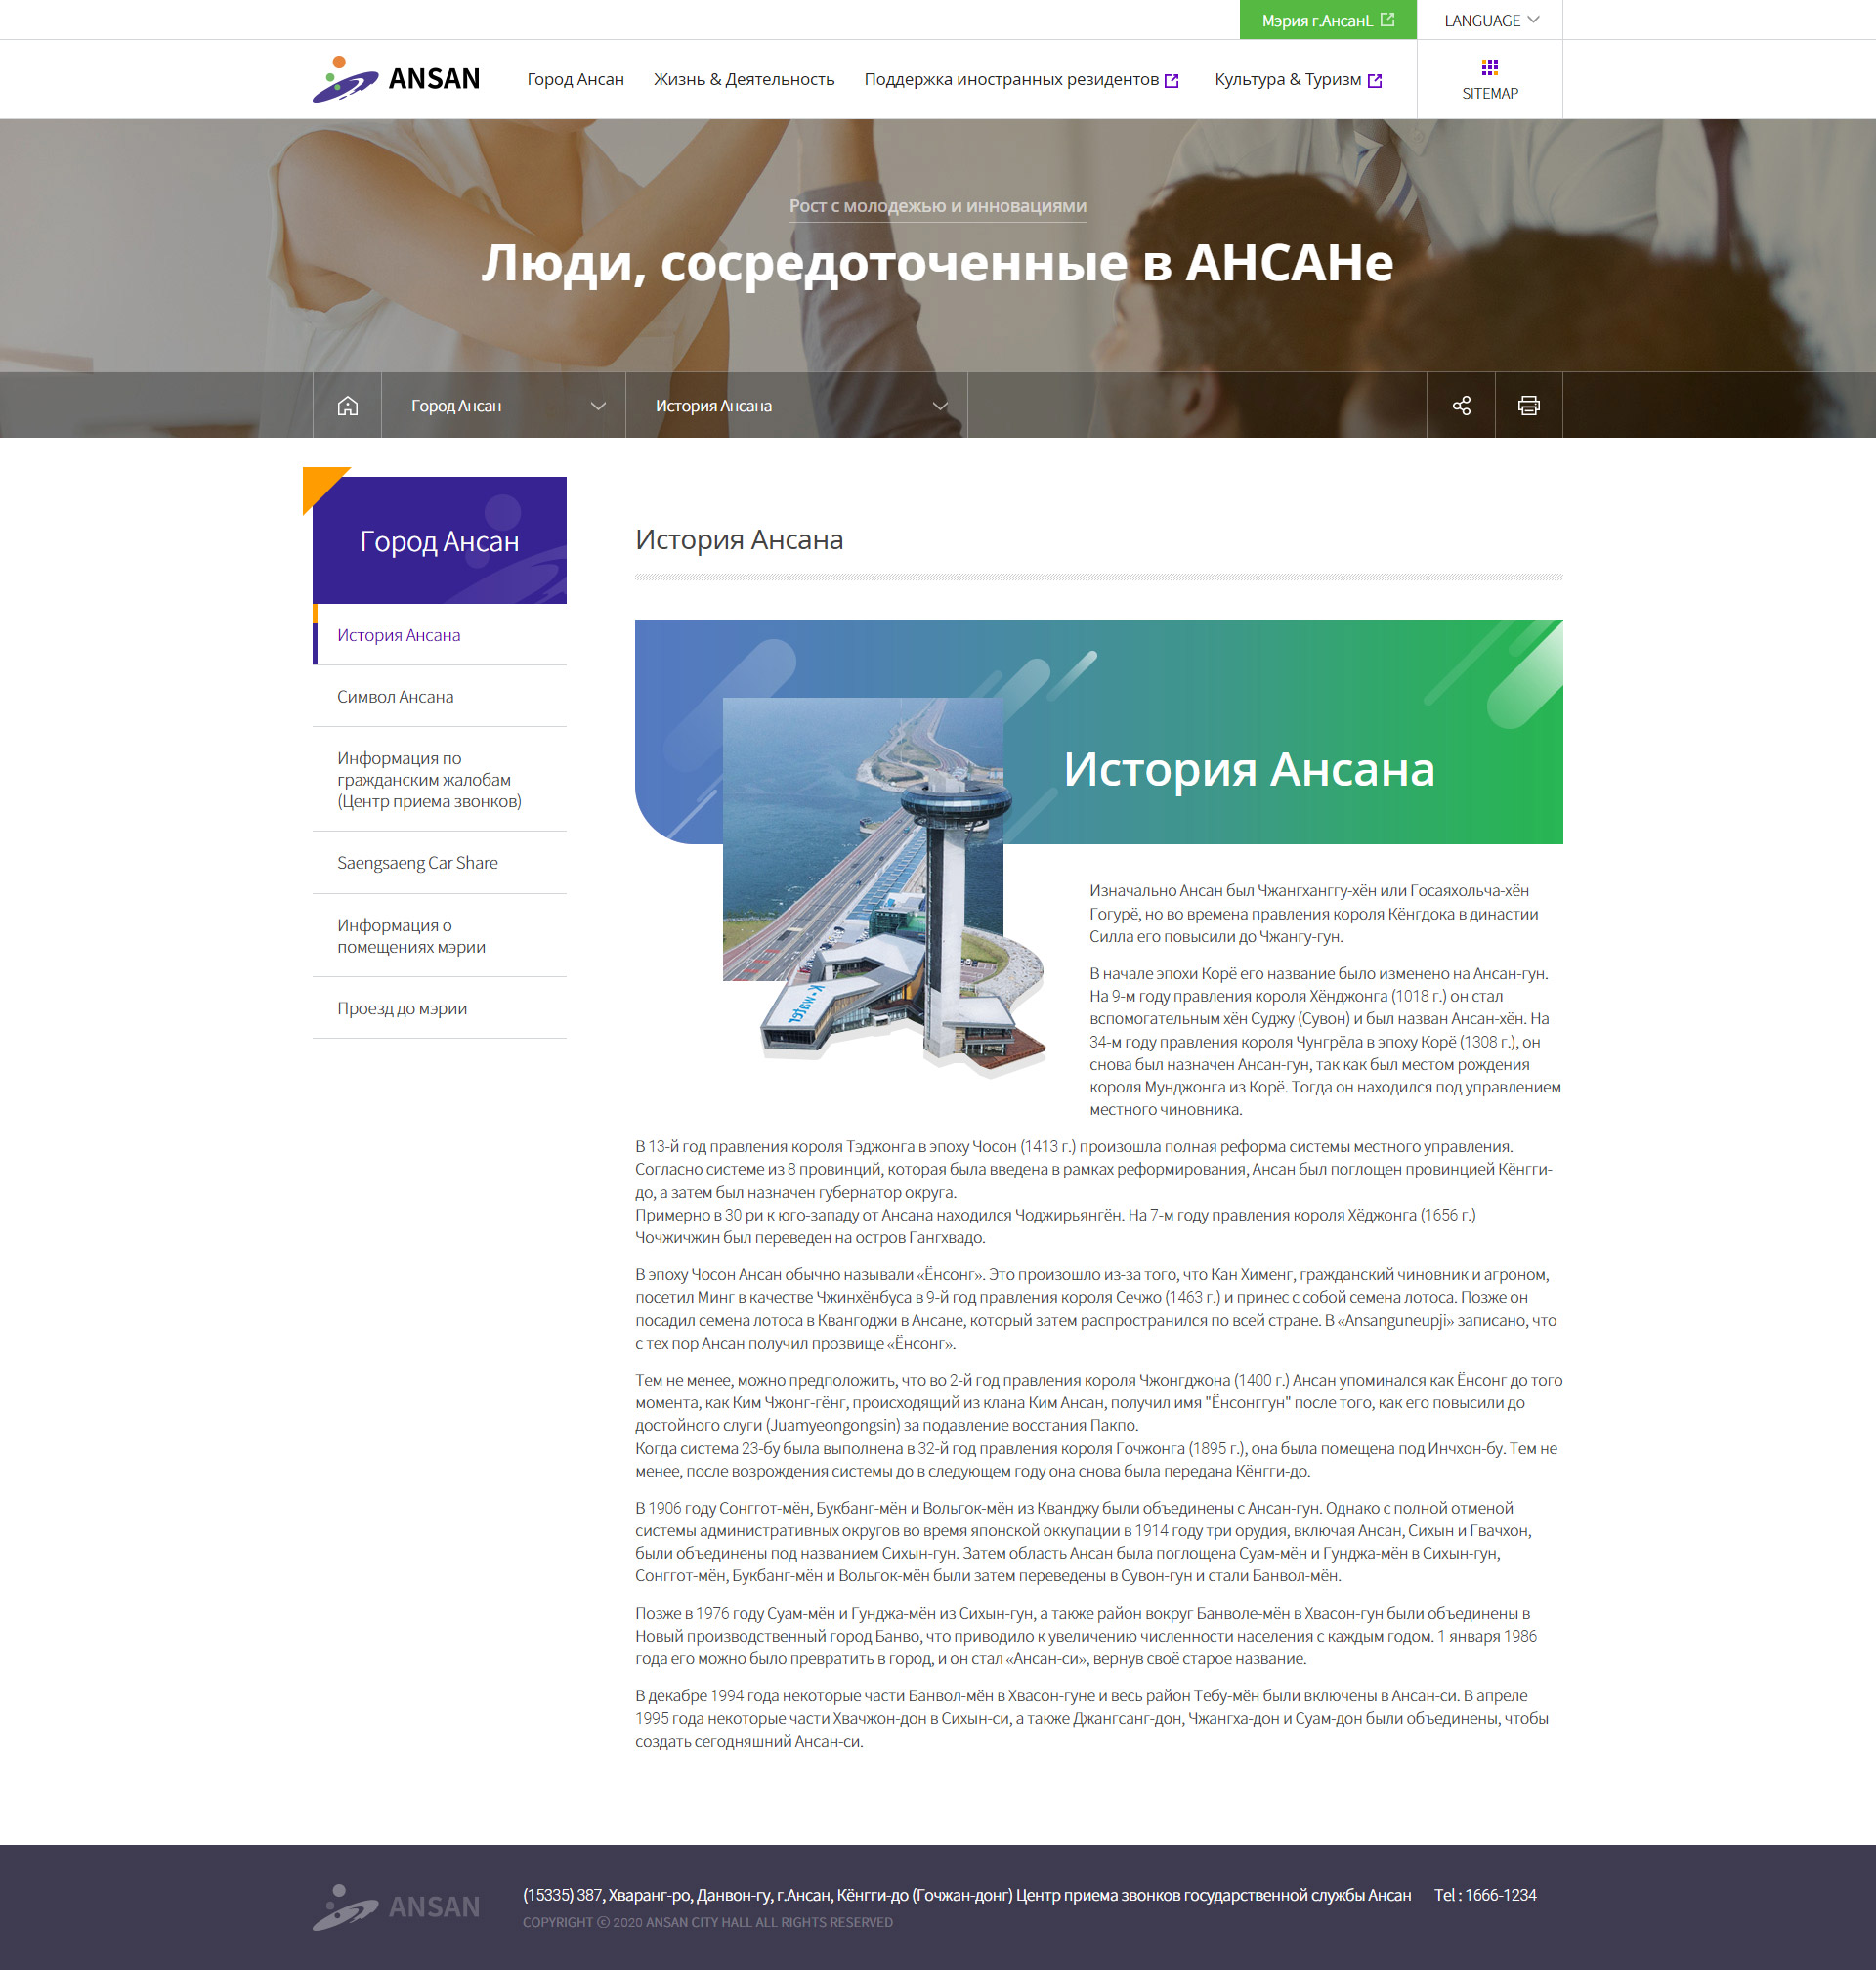 Мэрия г.АнсанL
LANGUAGE
ANSAN
Город Ансан
Жизнь & Деятельность
Поддержка иностранных резидентов
Культура & Туризм
SITEMAP
Рост с молодежью и инновациями
Люди, сосредоточенные в АНСАНе
Город Ансан
История Ансана
Город Ансан
История Ансана
Символ Ансана
Информация по
гражданским жалобам
(Центр приема звонков)
Saengsaeng Car Share
Информация о
помещениях мэрии
Проезд до мэрии
История Ансана
История Ансана
K-water
Изначально Ансан был Чжангханггу-хён или Госаяхольча-хён
Гогурё, но во времена правления короля Кёнгдока в династии
Силла его повысили до Чжангу-гун.
В начале эпохи Корё его название было изменено на Ансан-гун.
На 9-м году правления короля Хёнджонга (1018 г.) он стал
вспомогательным хён Суджу (Сувон) и был назван Ансан-хён. На
34-м году правления короля Чунгрёла в эпоху Корё (1308 г.), он
снова был назначен Ансан-гун, так как был местом рождения
короля Мунджонга из Корё. Тогда он находился под управлением
местного чиновника.
В 13-й год правления короля Тэджонга в эпоху Чосон (1413 г.) произошла полная реформа системы местного управления.
Согласно системе из 8 провинций, которая была введена в рамках реформирования, Ансан был поглощен провинцией Кёнгги-
до, а затем был назначен губернатор округа.
Примерно в 30 ри к юго-западу от Ансана находился Чоджирьянгён. На 7-м году правления короля Хёджонга (1656 г.)
Чочжичжин был переведен на остров Гангхвадо.
В эпоху Чосон Ансан обычно называли «Ёнсонг». Это произошло из-за того, что Кан Хименг, гражданский чиновник и агроном,
посетил Минг в качестве Чжинхёнбуса в 9-й год правления короля Сечжо (1463 г.) и принес с собой семена лотоса. Позже он
посадил семена лотоса в Квангоджи в Ансане, который затем распространился по всей стране. В «Ansanguneupji» записано, что
с тех пор Ансан получил прозвище «Ёнсонг».
Тем не менее, можно предположить, что во 2-й год правления короля Чжонгджона (1400 г.) Ансан упоминался как Ёнсонг до того
момента, как Ким Чжонг-гёнг, происходящий из клана Ким Ансан, получил имя "Ёнсонггун" после того, как его повысили до
достойного слуги (Juamyeongongsin) за подавление восстания Пакпо.
Когда система 23-бу была выполнена в 32-й год правления короля Гочжонга (1895 г.), она была помещена под Инчхон-бу. Тем не
менее, после возрождения системы до в следующем году она снова была передана Кёнгги-до.
В 1906 году Сонггот-мён, Букбанг-мён и Вольгок-мён из Кванджу были объединены с Ансан-гун. Однако с полной отменой
системы административных округов во время японской оккупации в 1914 году три орудия, включая Ансан, Сихын и Гвачхон,
были объединены под названием Сихын-гун. Затем область Ансан была поглощена Суам-мён и Гунджа-мён в Сихын-гун,
Сонггот-мён, Букбанг-мён и Вольгок-мён были затем переведены в Сувон-гун и стали Банвол-мён.
Позже в 1976 году Суам-мён и Гунджа-мён из Сихын-гун, а также район вокруг Банволе-мён в Хвасон-гун были объединены в
Новый производственный город Банво, что приводило к увеличению численности населения с каждым годом. 1 января 1986
года его можно было превратить в город, и он стал «Ансан-си», вернув своё старое название.
В декабре 1994 года некоторые части Банвол-мён в Хвасон-гуне и весь район Тебу-мён были включены в Ансан-си. В апреле
1995 года некоторые части Хвачжон-дон в Сихын-си, а также Джангсанг-дон, Чжангха-дон и Суам-дон были объединены, чтобы
создать сегодняшний Ансан-си.
ANSAN
(15335) 387, Хваранг-ро, Данвон-гу, г.Ансан, Кёнгги-до (Гочжан-донг) Центр приема звонков государственной службы Ансан Tel : 1666-1234
COPYRIGHT ⓒ 2020 ANSAN CITY HALL ALL RIGHTS RESERVED